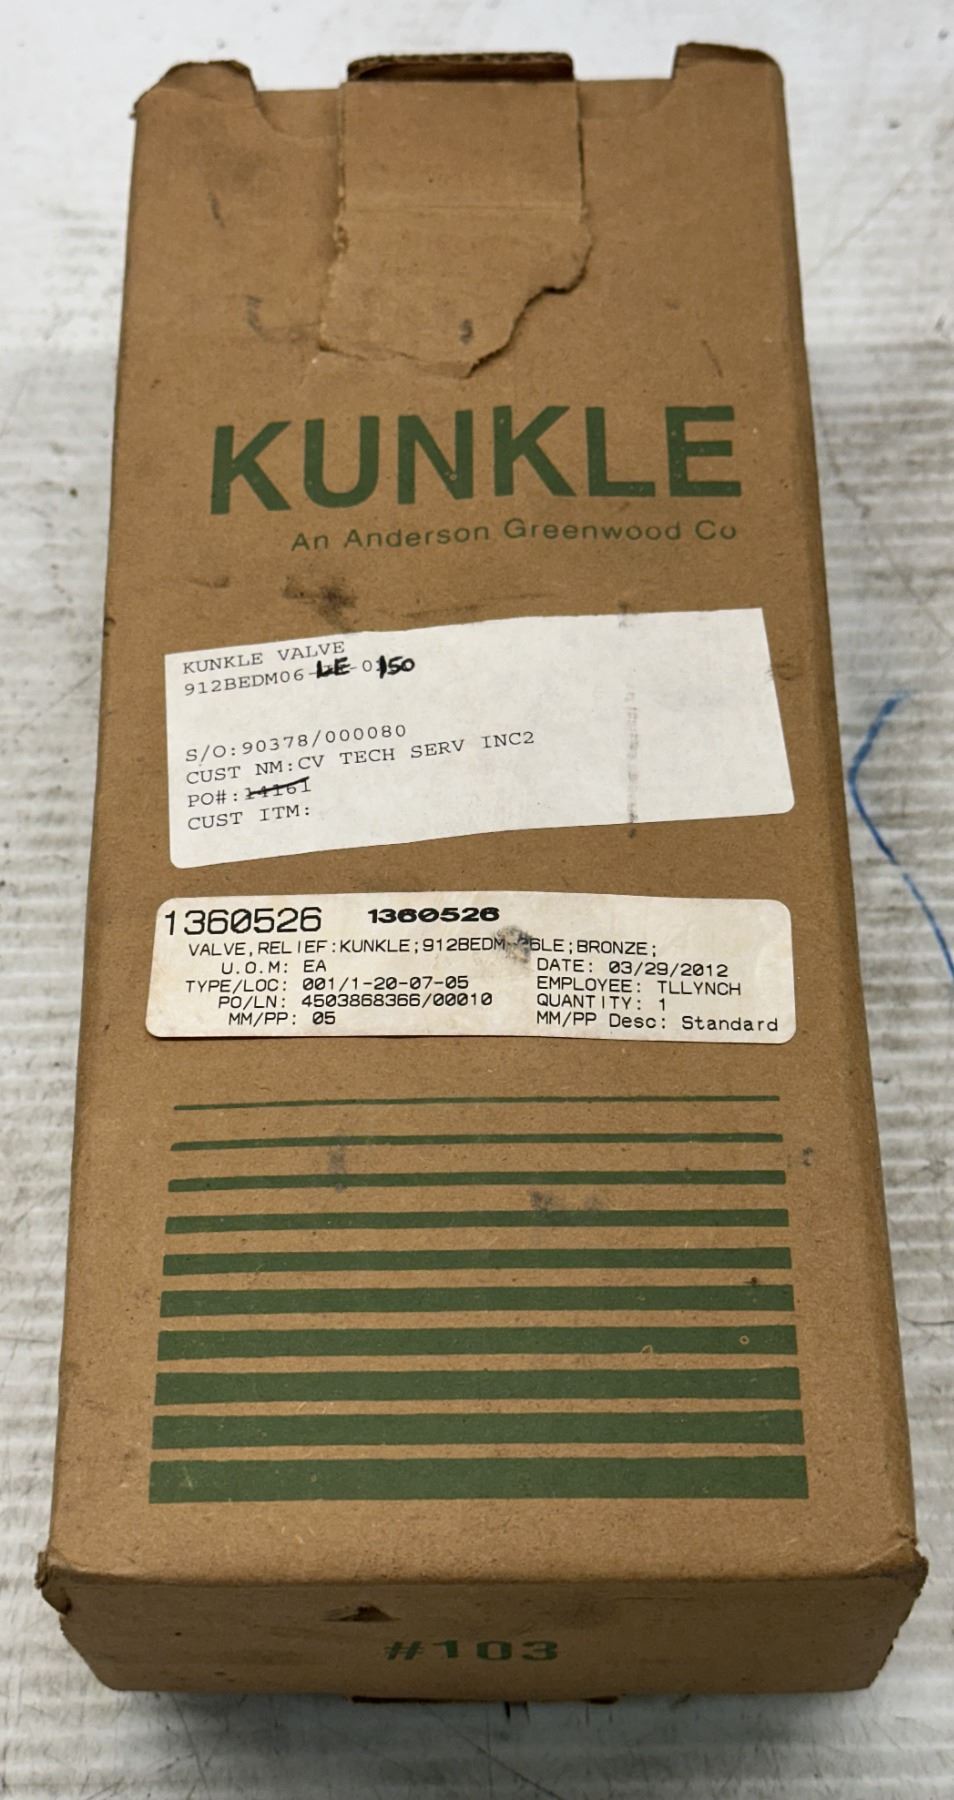 KUNKLE
An Anderson Greenwood Co
KUNKLE VALVE
912BEDM06-LE-0150
S/O:90378/000080
CUST NM:CV TECH SERV INC2
PO#:14161
CUST ITM:
1360526 1360526
VALVE,RELIEF:KUNKLE;912BEDM 6LE;BRONZE;
U.O.M: EA DATE: 03/29/2012
TYPE/LOC: 001/1-20-07-05 EMPLOYEE: TLLYNCH
PO/LN: 4503868366/00010 QUANTITY: 1
MM/PP: 05 MM/PP Desc: Standard
#103